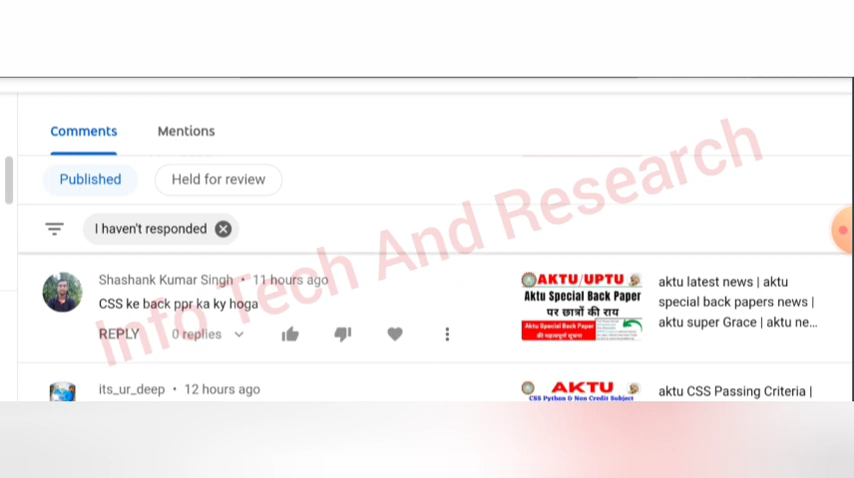 Comments Mentions
Published Held for review
I haven't responded
Shashank Kumar Singh • 11 hours ago
CSS ke back ppr ka ky hoga
REPLY 0 replies
AKTU/UPTU
Aktu Special Back Paper
पर छात्रों की राय
Aktu Special Back Paper
की महत्वपूर्ण सूचना
aktu latest news | aktu
special back papers news |
aktu super Grace | aktu ne...
its_ur_deep • 12 hours ago
AKTU
CSS Python & Non Credit Subject
aktu CSS Passing Criteria |
Info Tech And Research